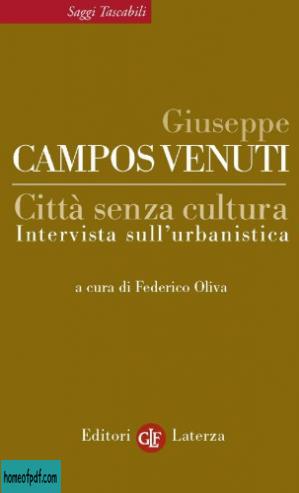 Saggi Tascabili
Giuseppe
CAMPOS VENUTI
Città senza cultura
Intervista sull'urbanistica
a cura di Federico Oliva
Editori GLF Laterza
homeofpdf.com